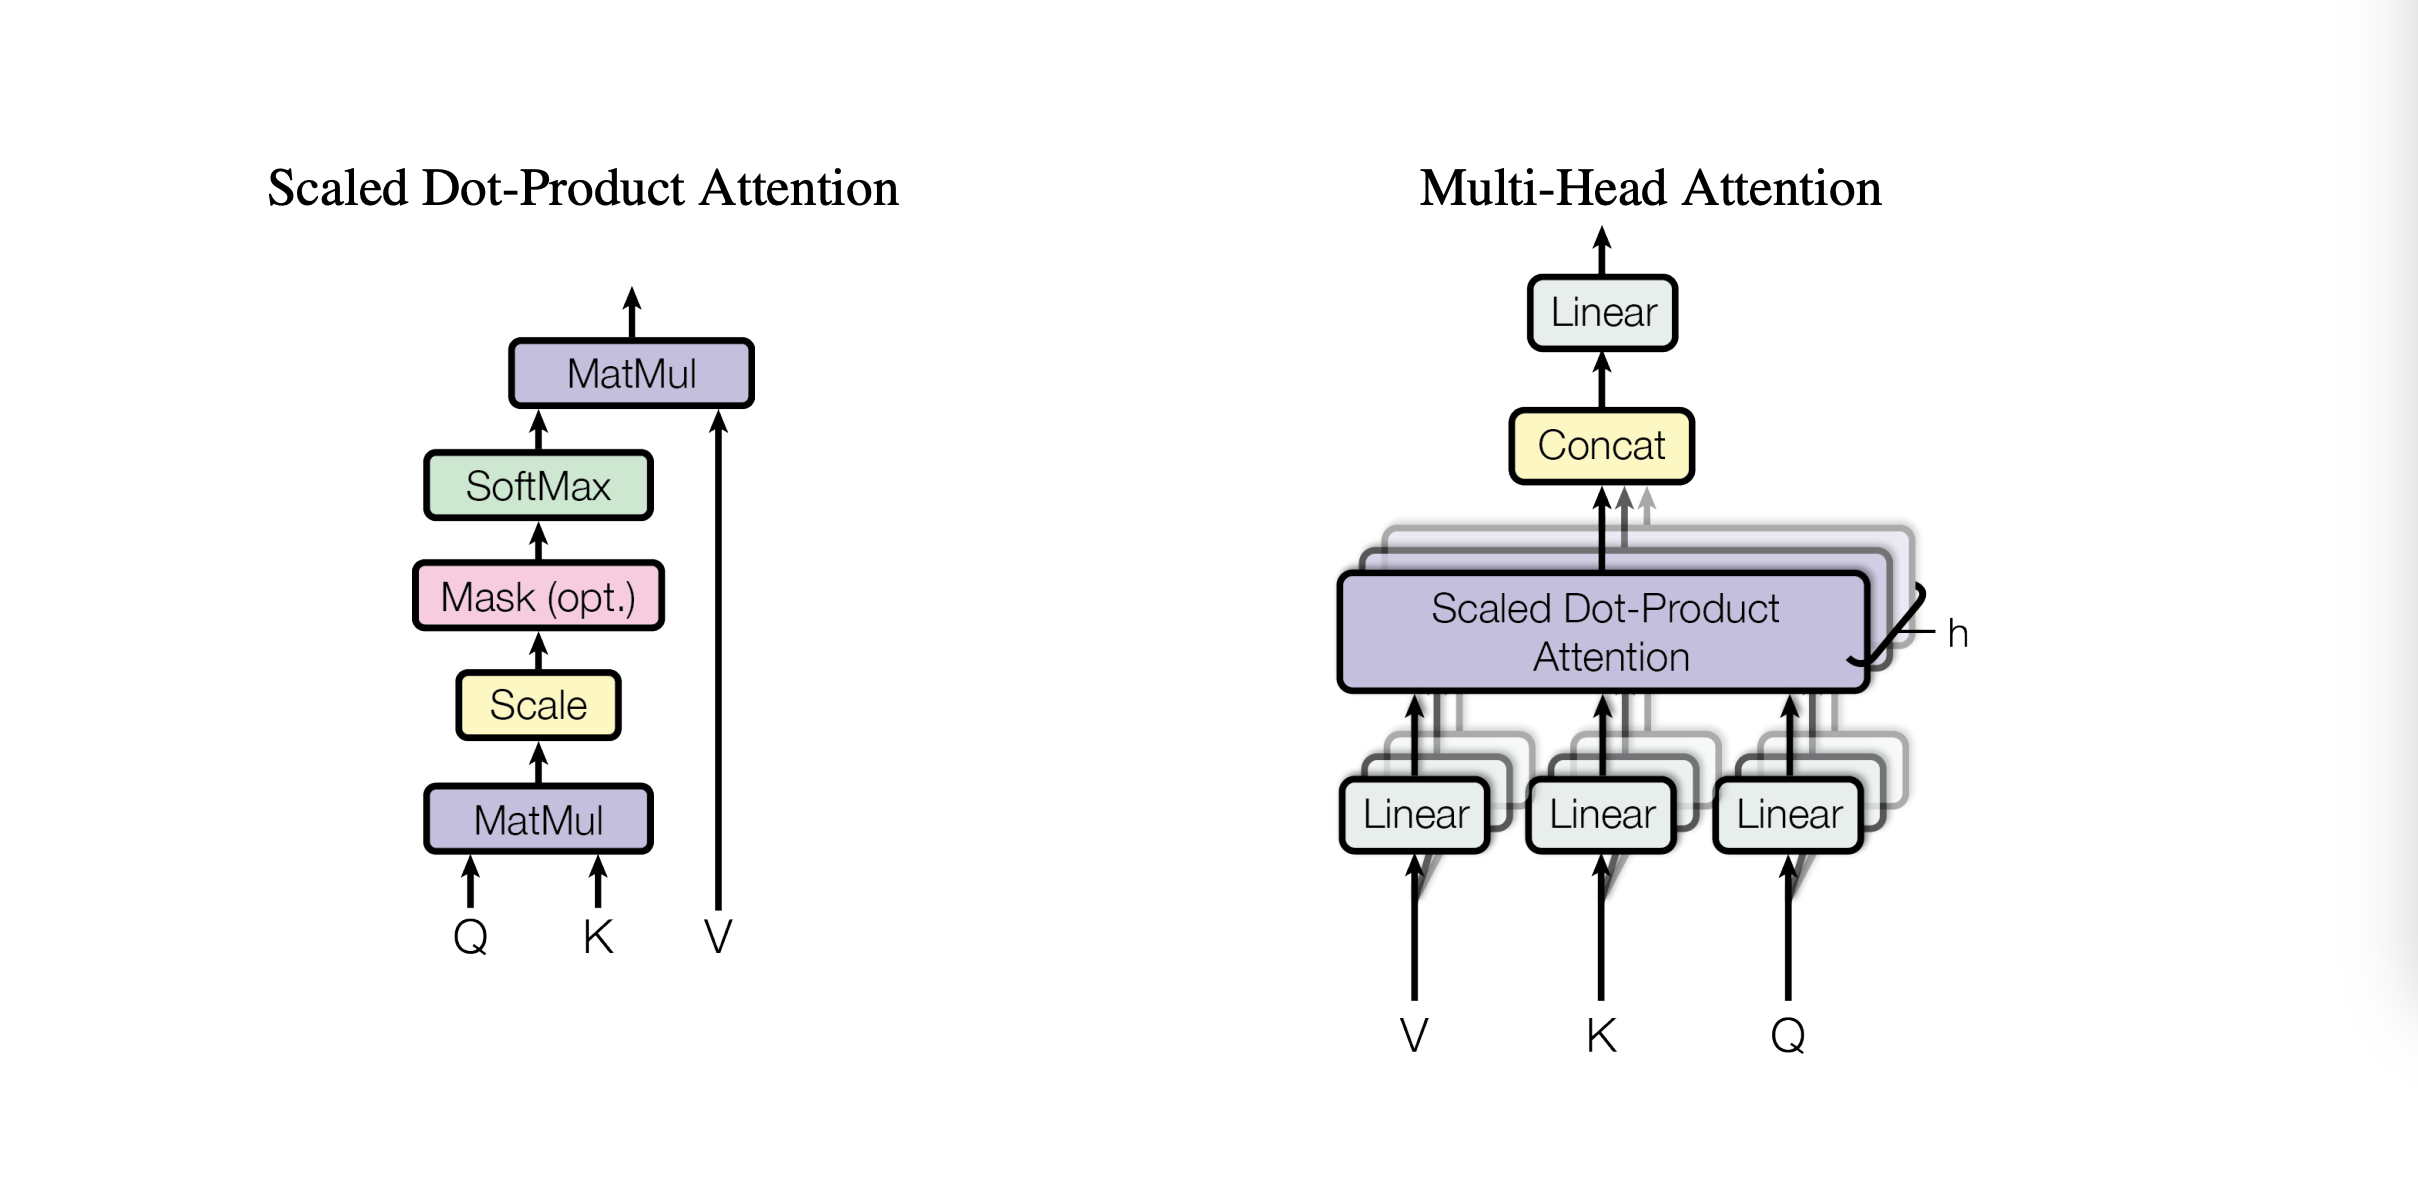 Scaled Dot-Product Attention
MatMul
SoftMax
Mask (opt.)
Scale
MatMul
Q K V
Multi-Head Attention
Linear
Concat
Scaled Dot-Product
Attention
h
Linear Linear Linear
V K Q